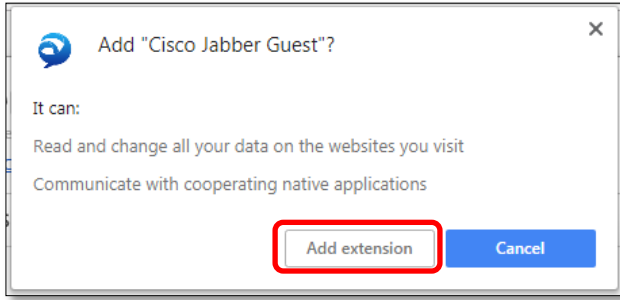 Add "Cisco Jabber Guest"?
It can:
Read and change all your data on the websites you visit
Communicate with cooperating native applications
Add extension Cancel